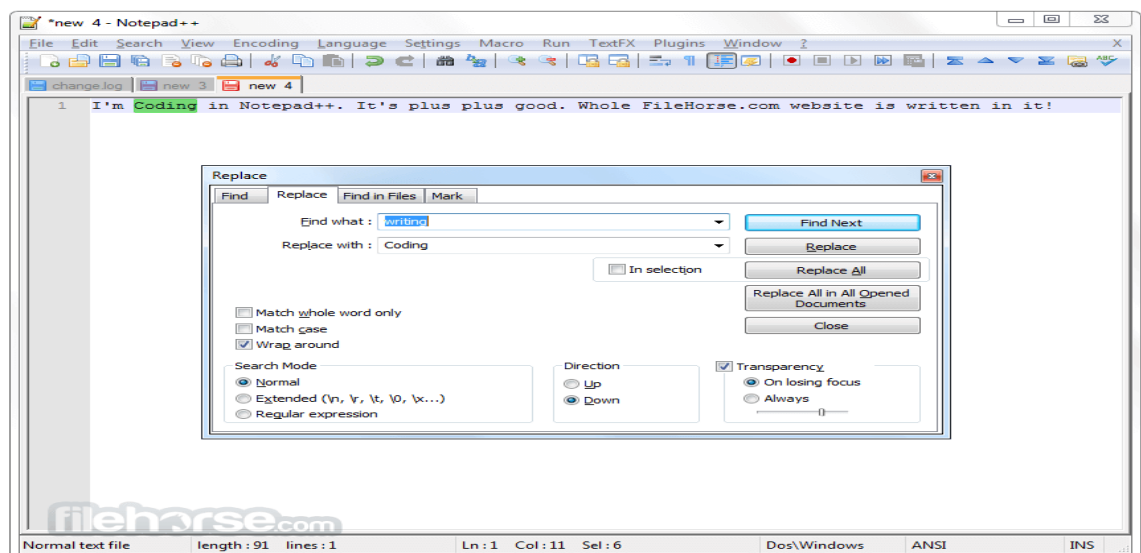 *new 4 - Notepad++
File Edit Search View Encoding Language Settings Macro Run TextFX Plugins Window ? X
change.log new 3 new 4
1 I'm Coding in Notepad++. It's plus plus good. Whole FileHorse.com website is written in it!
Replace
Find Replace Find in Files Mark
Find what : writing Find Next
Replace with : Coding Replace
In selection Replace All
Replace All in All Opened
Documents
Match whole word only
Match case Close
Wrap around
Search Mode Direction Transparency
Normal Up On losing focus
Extended (\n, \r, \t, \0, \x...) Down Always
Regular expression
filehorse.com
Normal text file length : 91 lines : 1 Ln : 1 Col : 11 Sel : 6 Dos\Windows ANSI INS